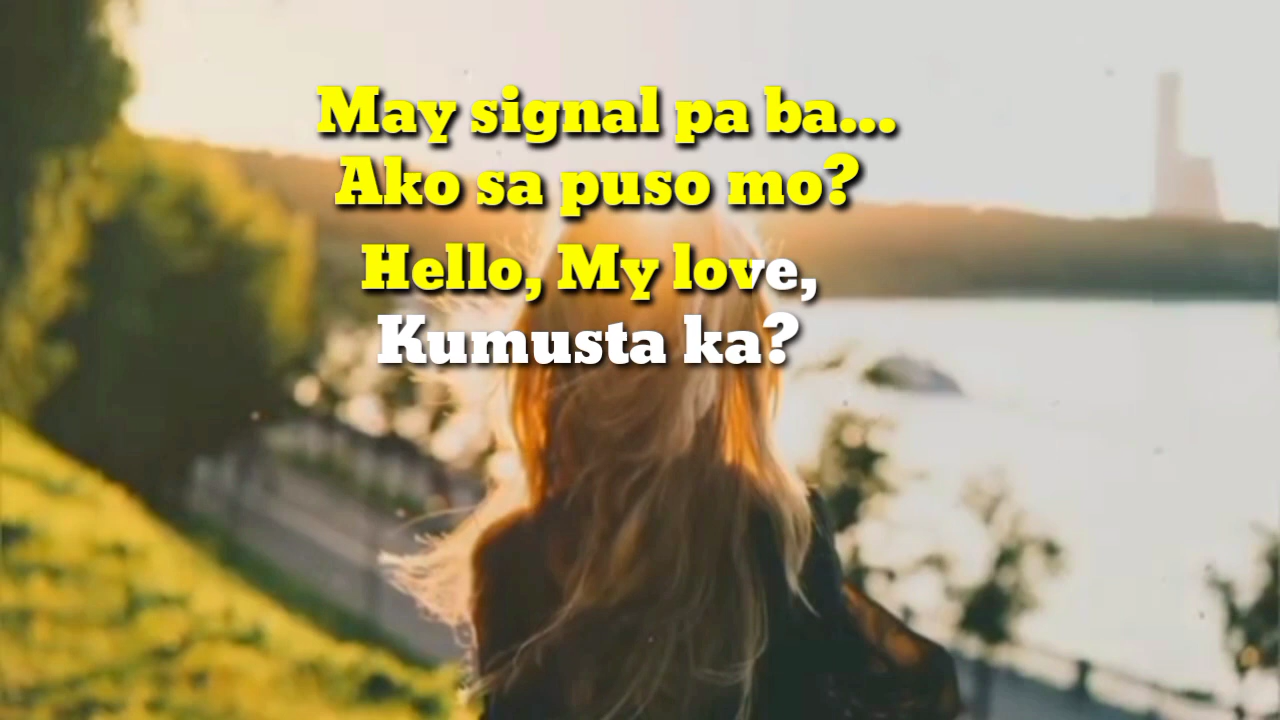 May signal pa ba...
Ako sa puso mo?
Hello, My love,
Kumusta ka?